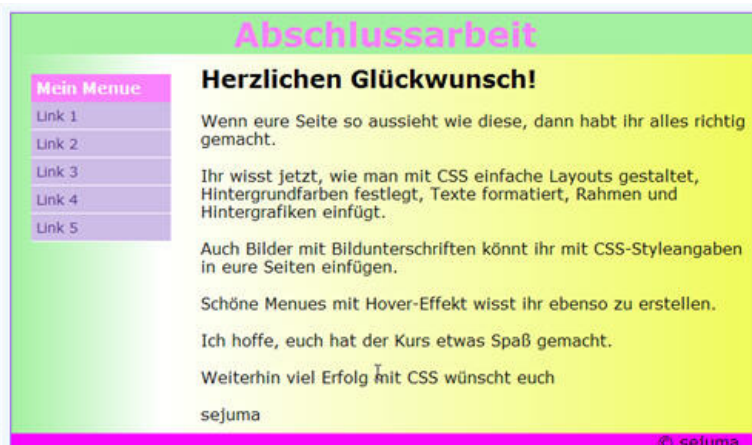 Abschlussarbeit
Mein Menue
Link 1
Link 2
Link 3
Link 4
Link 5
Herzlichen Glückwunsch!
Wenn eure Seite so aussieht wie diese, dann habt ihr alles richtig
gemacht.
Ihr wisst jetzt, wie man mit CSS einfache Layouts gestaltet,
Hintergrundfarben festlegt, Texte formatiert, Rahmen und
Hintergrafiken einfügt.
Auch Bilder mit Bildunterschriften könnt ihr mit CSS-Styleangaben
in eure Seiten einfügen.
Schöne Menues mit Hover-Effekt wisst ihr ebenso zu erstellen.
Ich hoffe, euch hat der Kurs etwas Spaß gemacht.
Weiterhin viel Erfolg mit CSS wünscht euch
sejuma
© sejuma